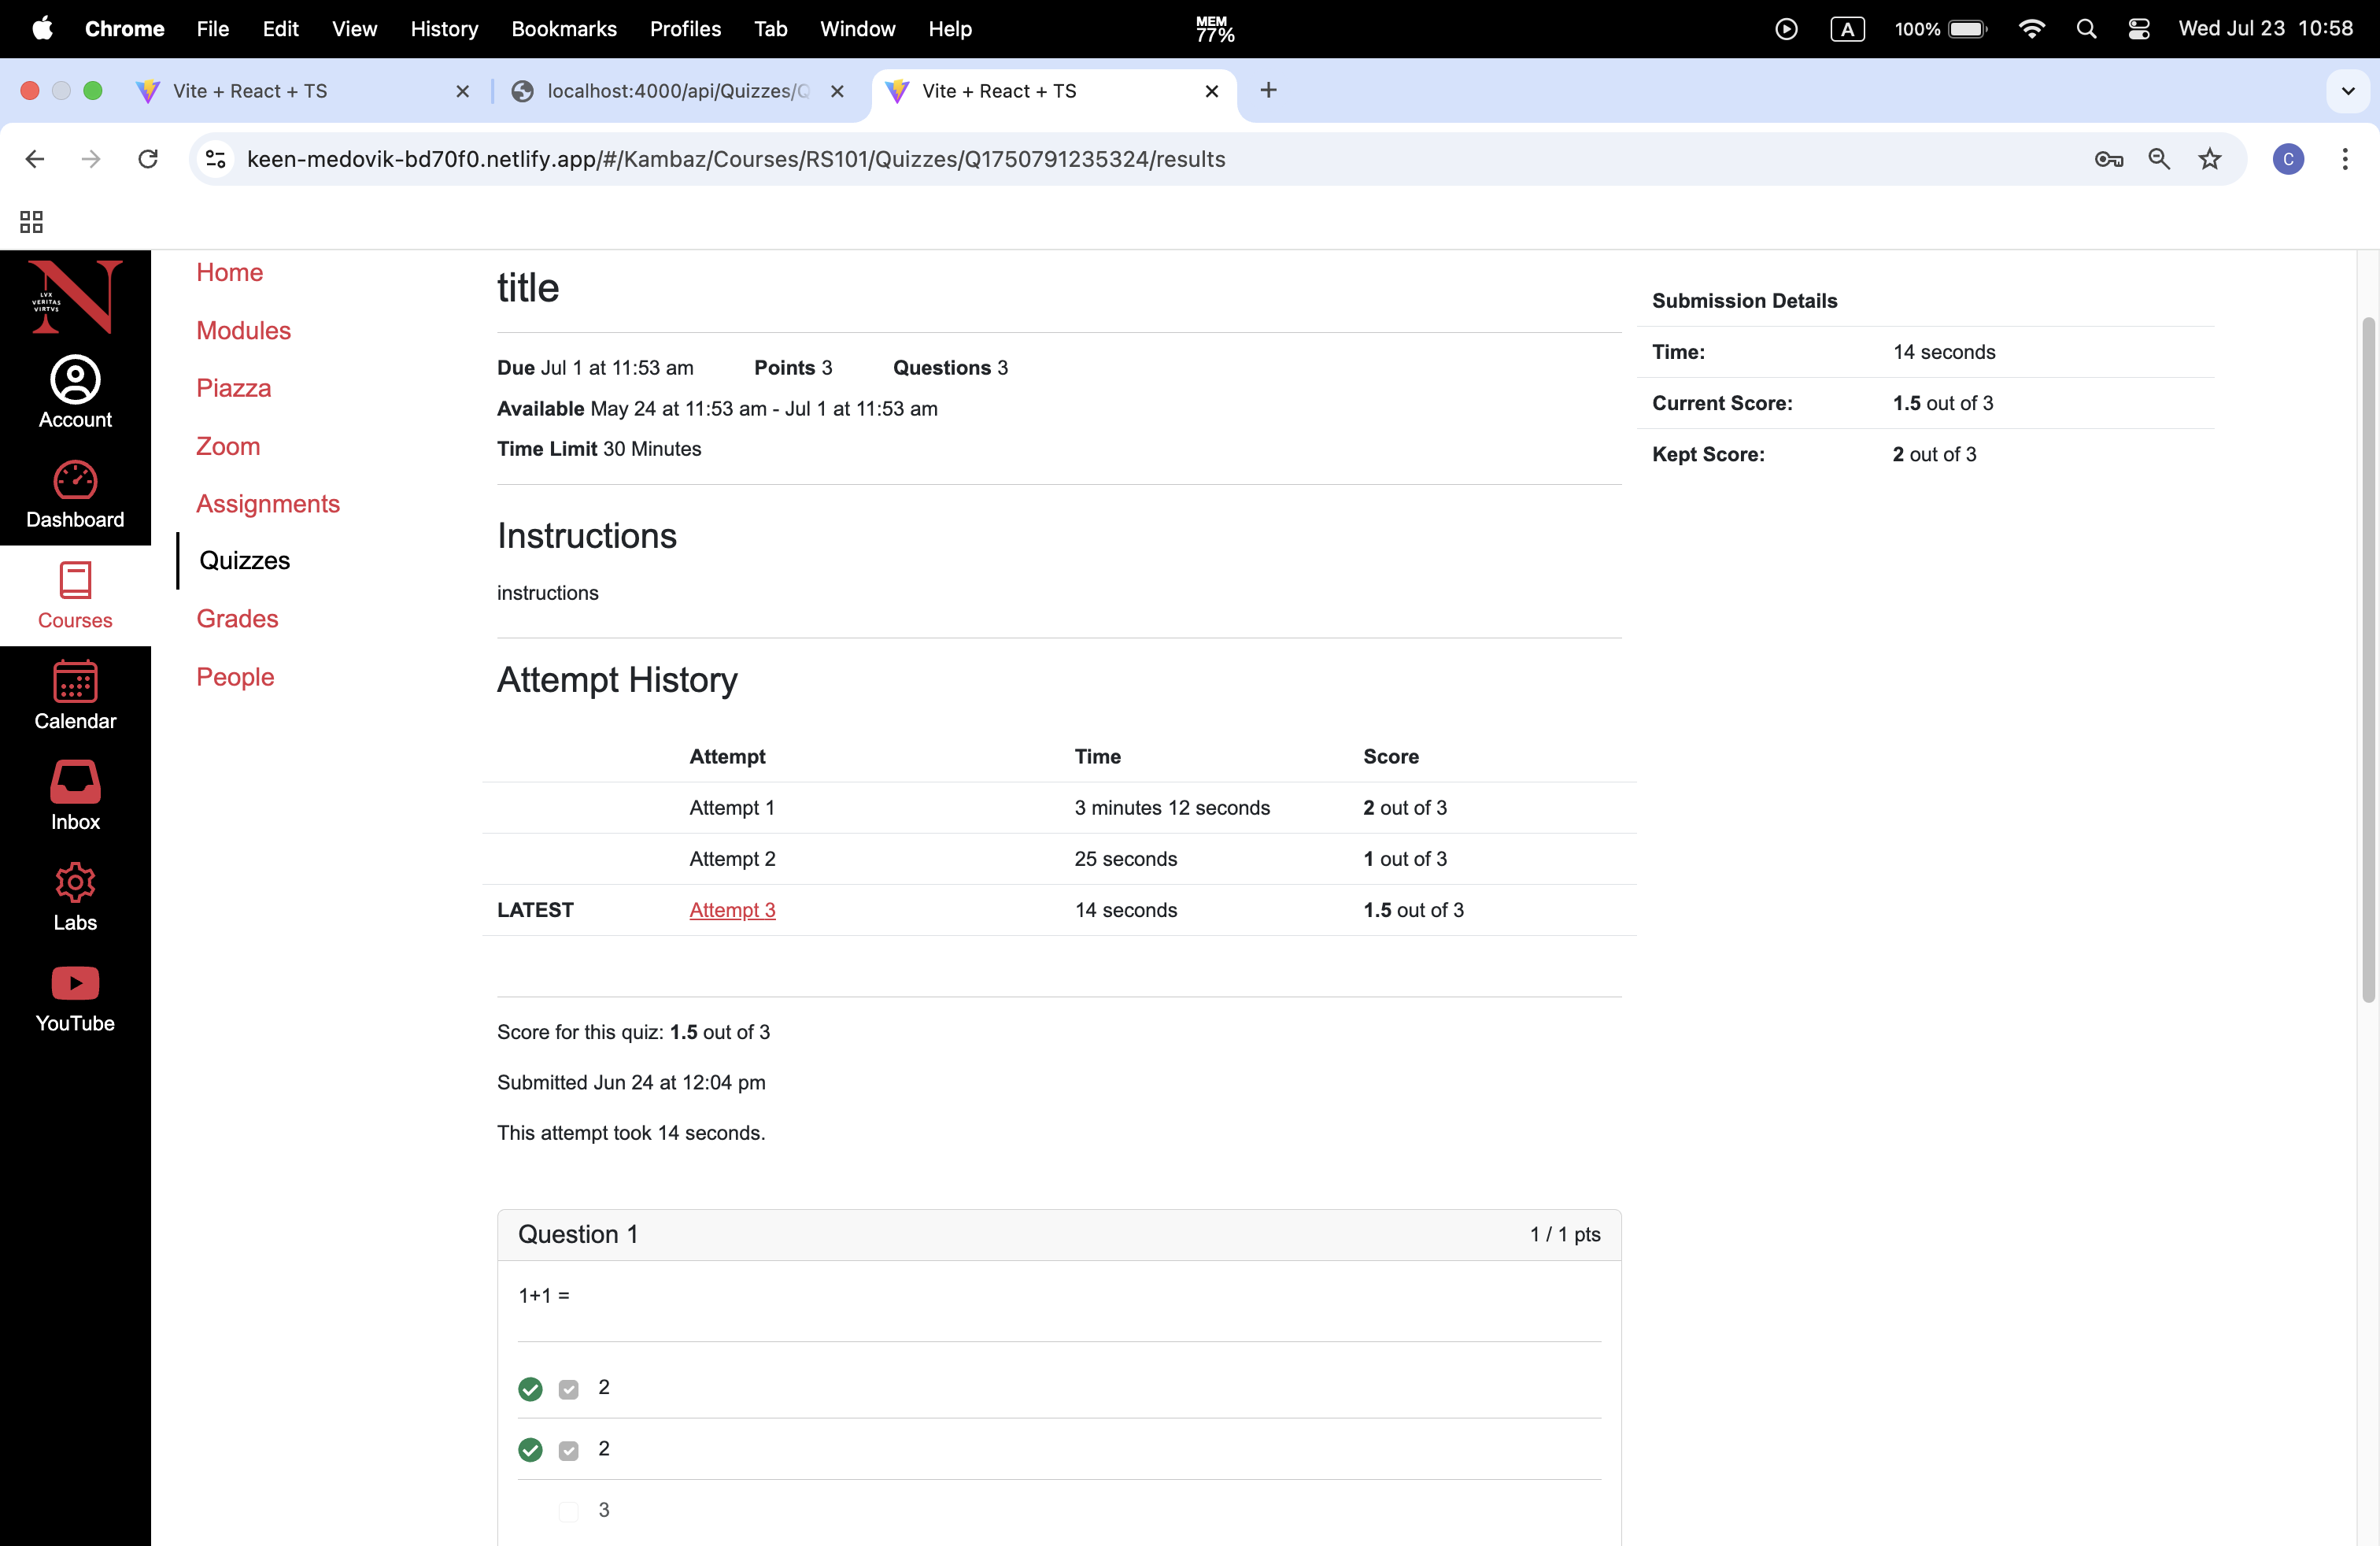 Chrome File Edit View History Bookmarks Profiles Tab Window Help MEM 77% A 100% Wed Jul 23 10:58
Vite + React + TS localhost:4000/api/Quizzes/Q Vite + React + TS
keen-medovik-bd70f0.netlify.app/#/Kambaz/Courses/RS101/Quizzes/Q1750791235324/results C
N
LVX
VERITAS
VIRTVS
Account
Dashboard
Courses
Calendar
Inbox
Labs
YouTube
Home
Modules
Piazza
Zoom
Assignments
Quizzes
Grades
People
title
Due Jul 1 at 11:53 am Points 3 Questions 3
Available May 24 at 11:53 am - Jul 1 at 11:53 am
Time Limit 30 Minutes
Instructions
instructions
Attempt History
Attempt Time Score
Attempt 1 3 minutes 12 seconds 2 out of 3
Attempt 2 25 seconds 1 out of 3
LATEST Attempt 3 14 seconds 1.5 out of 3
Score for this quiz: 1.5 out of 3
Submitted Jun 24 at 12:04 pm
This attempt took 14 seconds.
Question 1 1 / 1 pts
1+1 =
2
2
3
Submission Details
Time: 14 seconds
Current Score: 1.5 out of 3
Kept Score: 2 out of 3